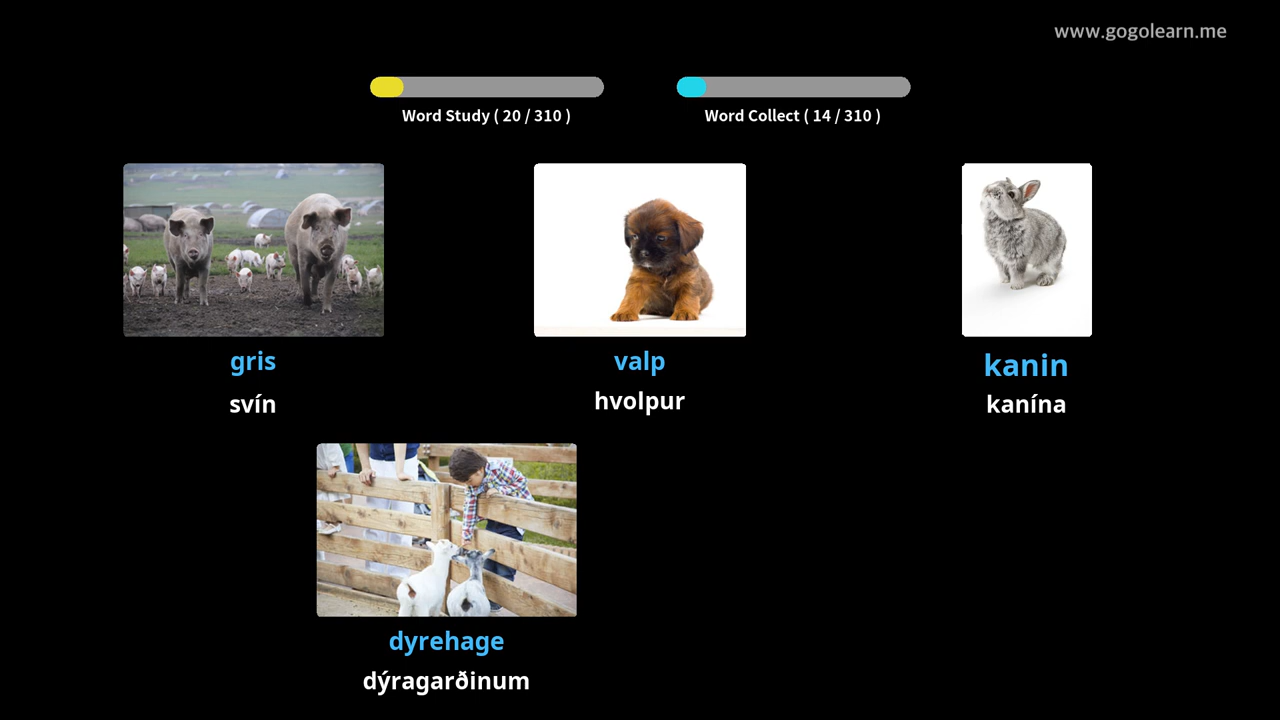 www.gogolearn.me
Word Study ( 20 / 310 )
Word Collect ( 14 / 310 )
gris
svín
valp
hvolpur
kanin
kanína
dyrehage
dýragarðinum